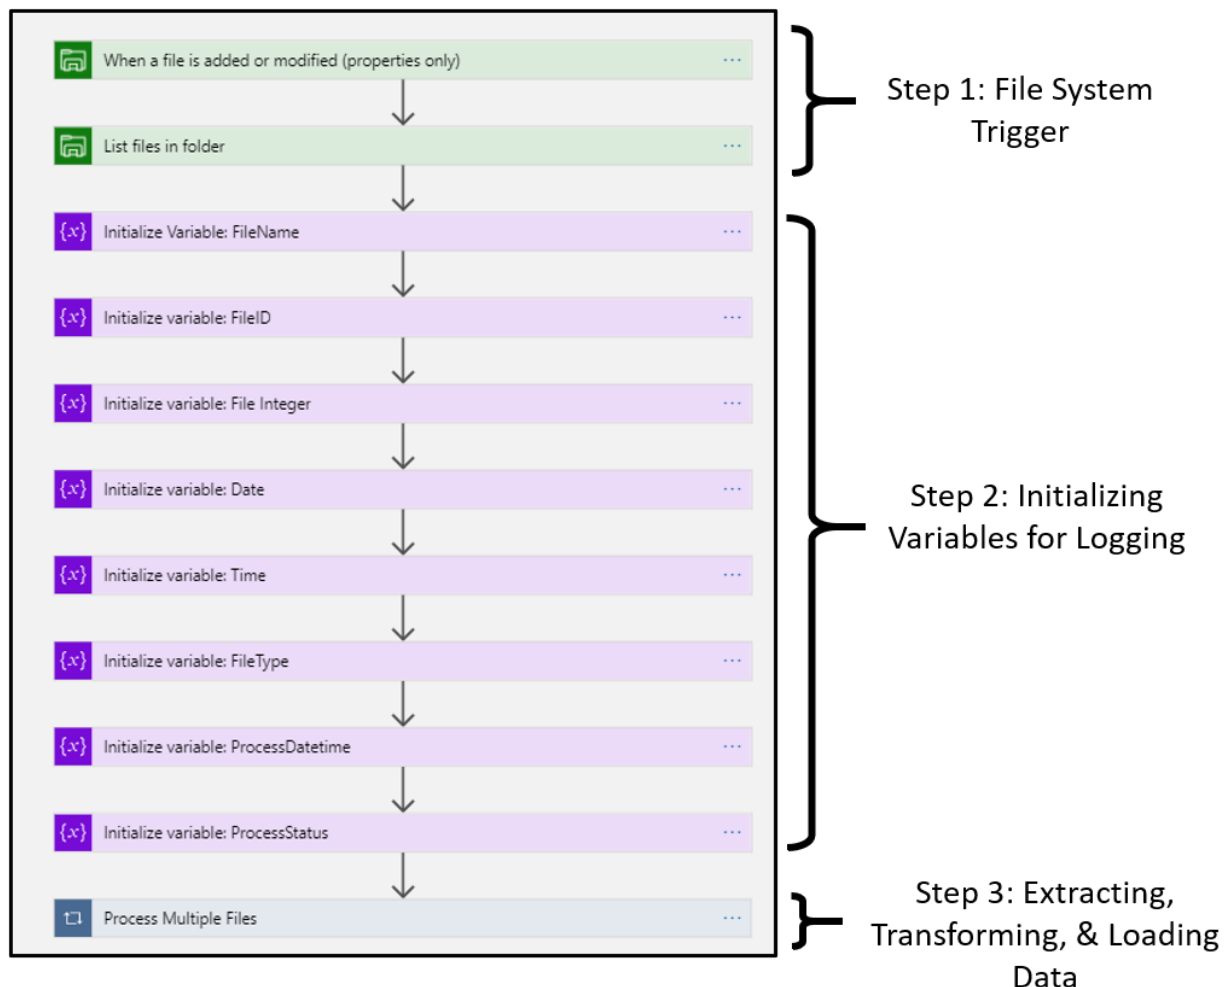 When a file is added or modified (properties only)
List files in folder
{x} Initialize Variable: FileName
{x} Initialize variable: FileID
{x} Initialize variable: File Integer
{x} Initialize variable: Date
{x} Initialize variable: Time
{x} Initialize variable: FileType
{x} Initialize variable: ProcessDatetime
{x} Initialize variable: ProcessStatus
Process Multiple Files
Step 1: File System
Trigger
Step 2: Initializing
Variables for Logging
Step 3: Extracting,
Transforming, & Loading
Data